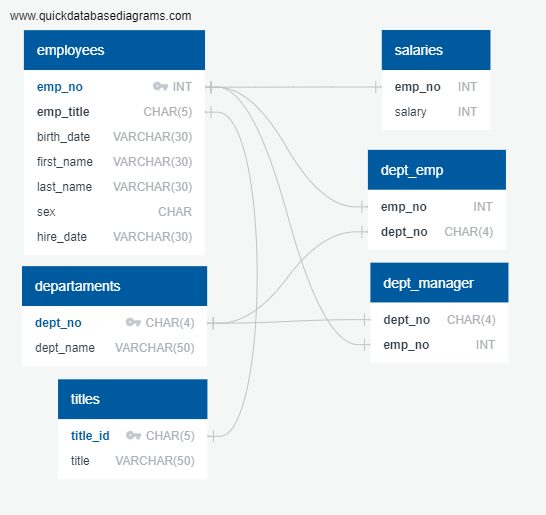 www.quickdatabasediagrams.com
employees
emp_no INT
emp_title CHAR(5)
birth_date VARCHAR(30)
first_name VARCHAR(30)
last_name VARCHAR(30)
sex CHAR
hire_date VARCHAR(30)
departaments
dept_no CHAR(4)
dept_name VARCHAR(50)
titles
title_id CHAR(5)
title VARCHAR(50)
salaries
emp_no INT
salary INT
dept_emp
emp_no INT
dept_no CHAR(4)
dept_manager
dept_no CHAR(4)
emp_no INT